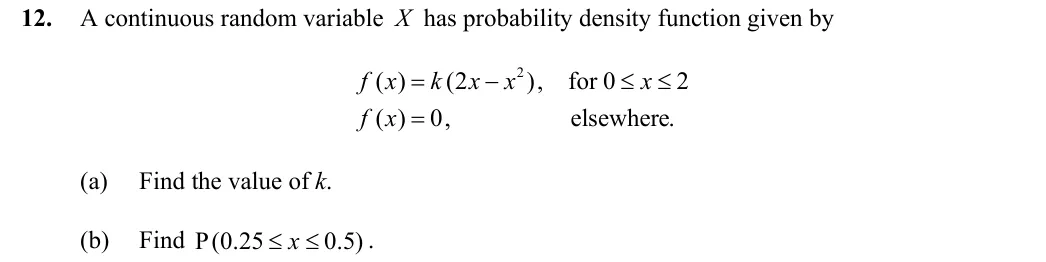 12. A continuous random variable X has probability density function given by
f(x)=k(2x−x²), for 0≤x≤2
f(x)=0, elsewhere.
(a) Find the value of k.
(b) Find P(0.25≤x≤0.5).